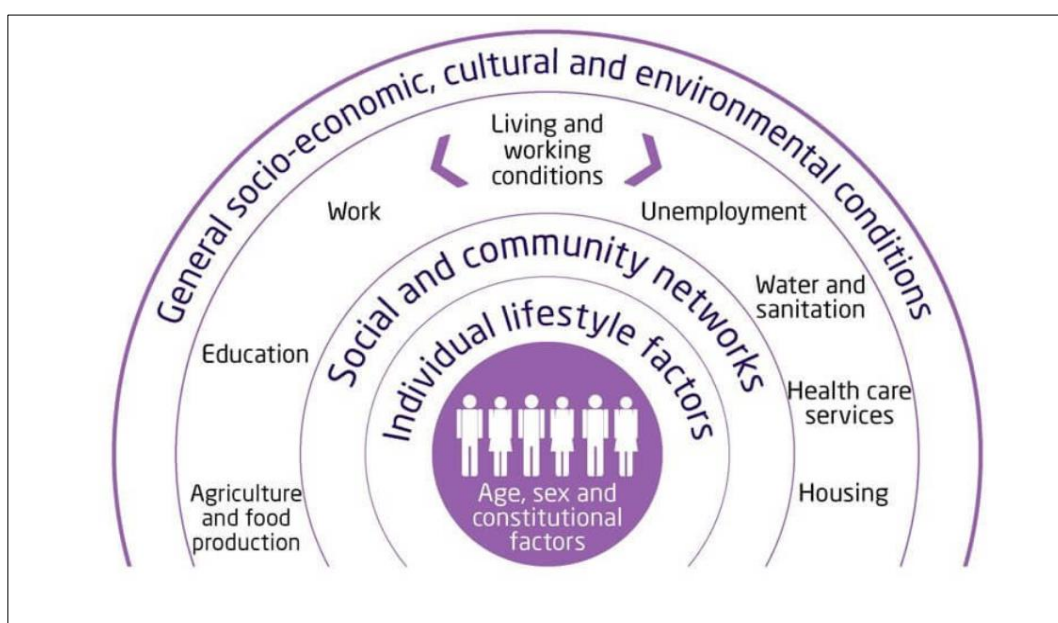 General socio-economic, cultural and environmental conditions
Living and
working
conditions
Work
Unemployment
Social and community networks
Water and
sanitation
Individual lifestyle factors
Education
Health care
services
Agriculture
and food
production
Housing
Age, sex and
constitutional
factors